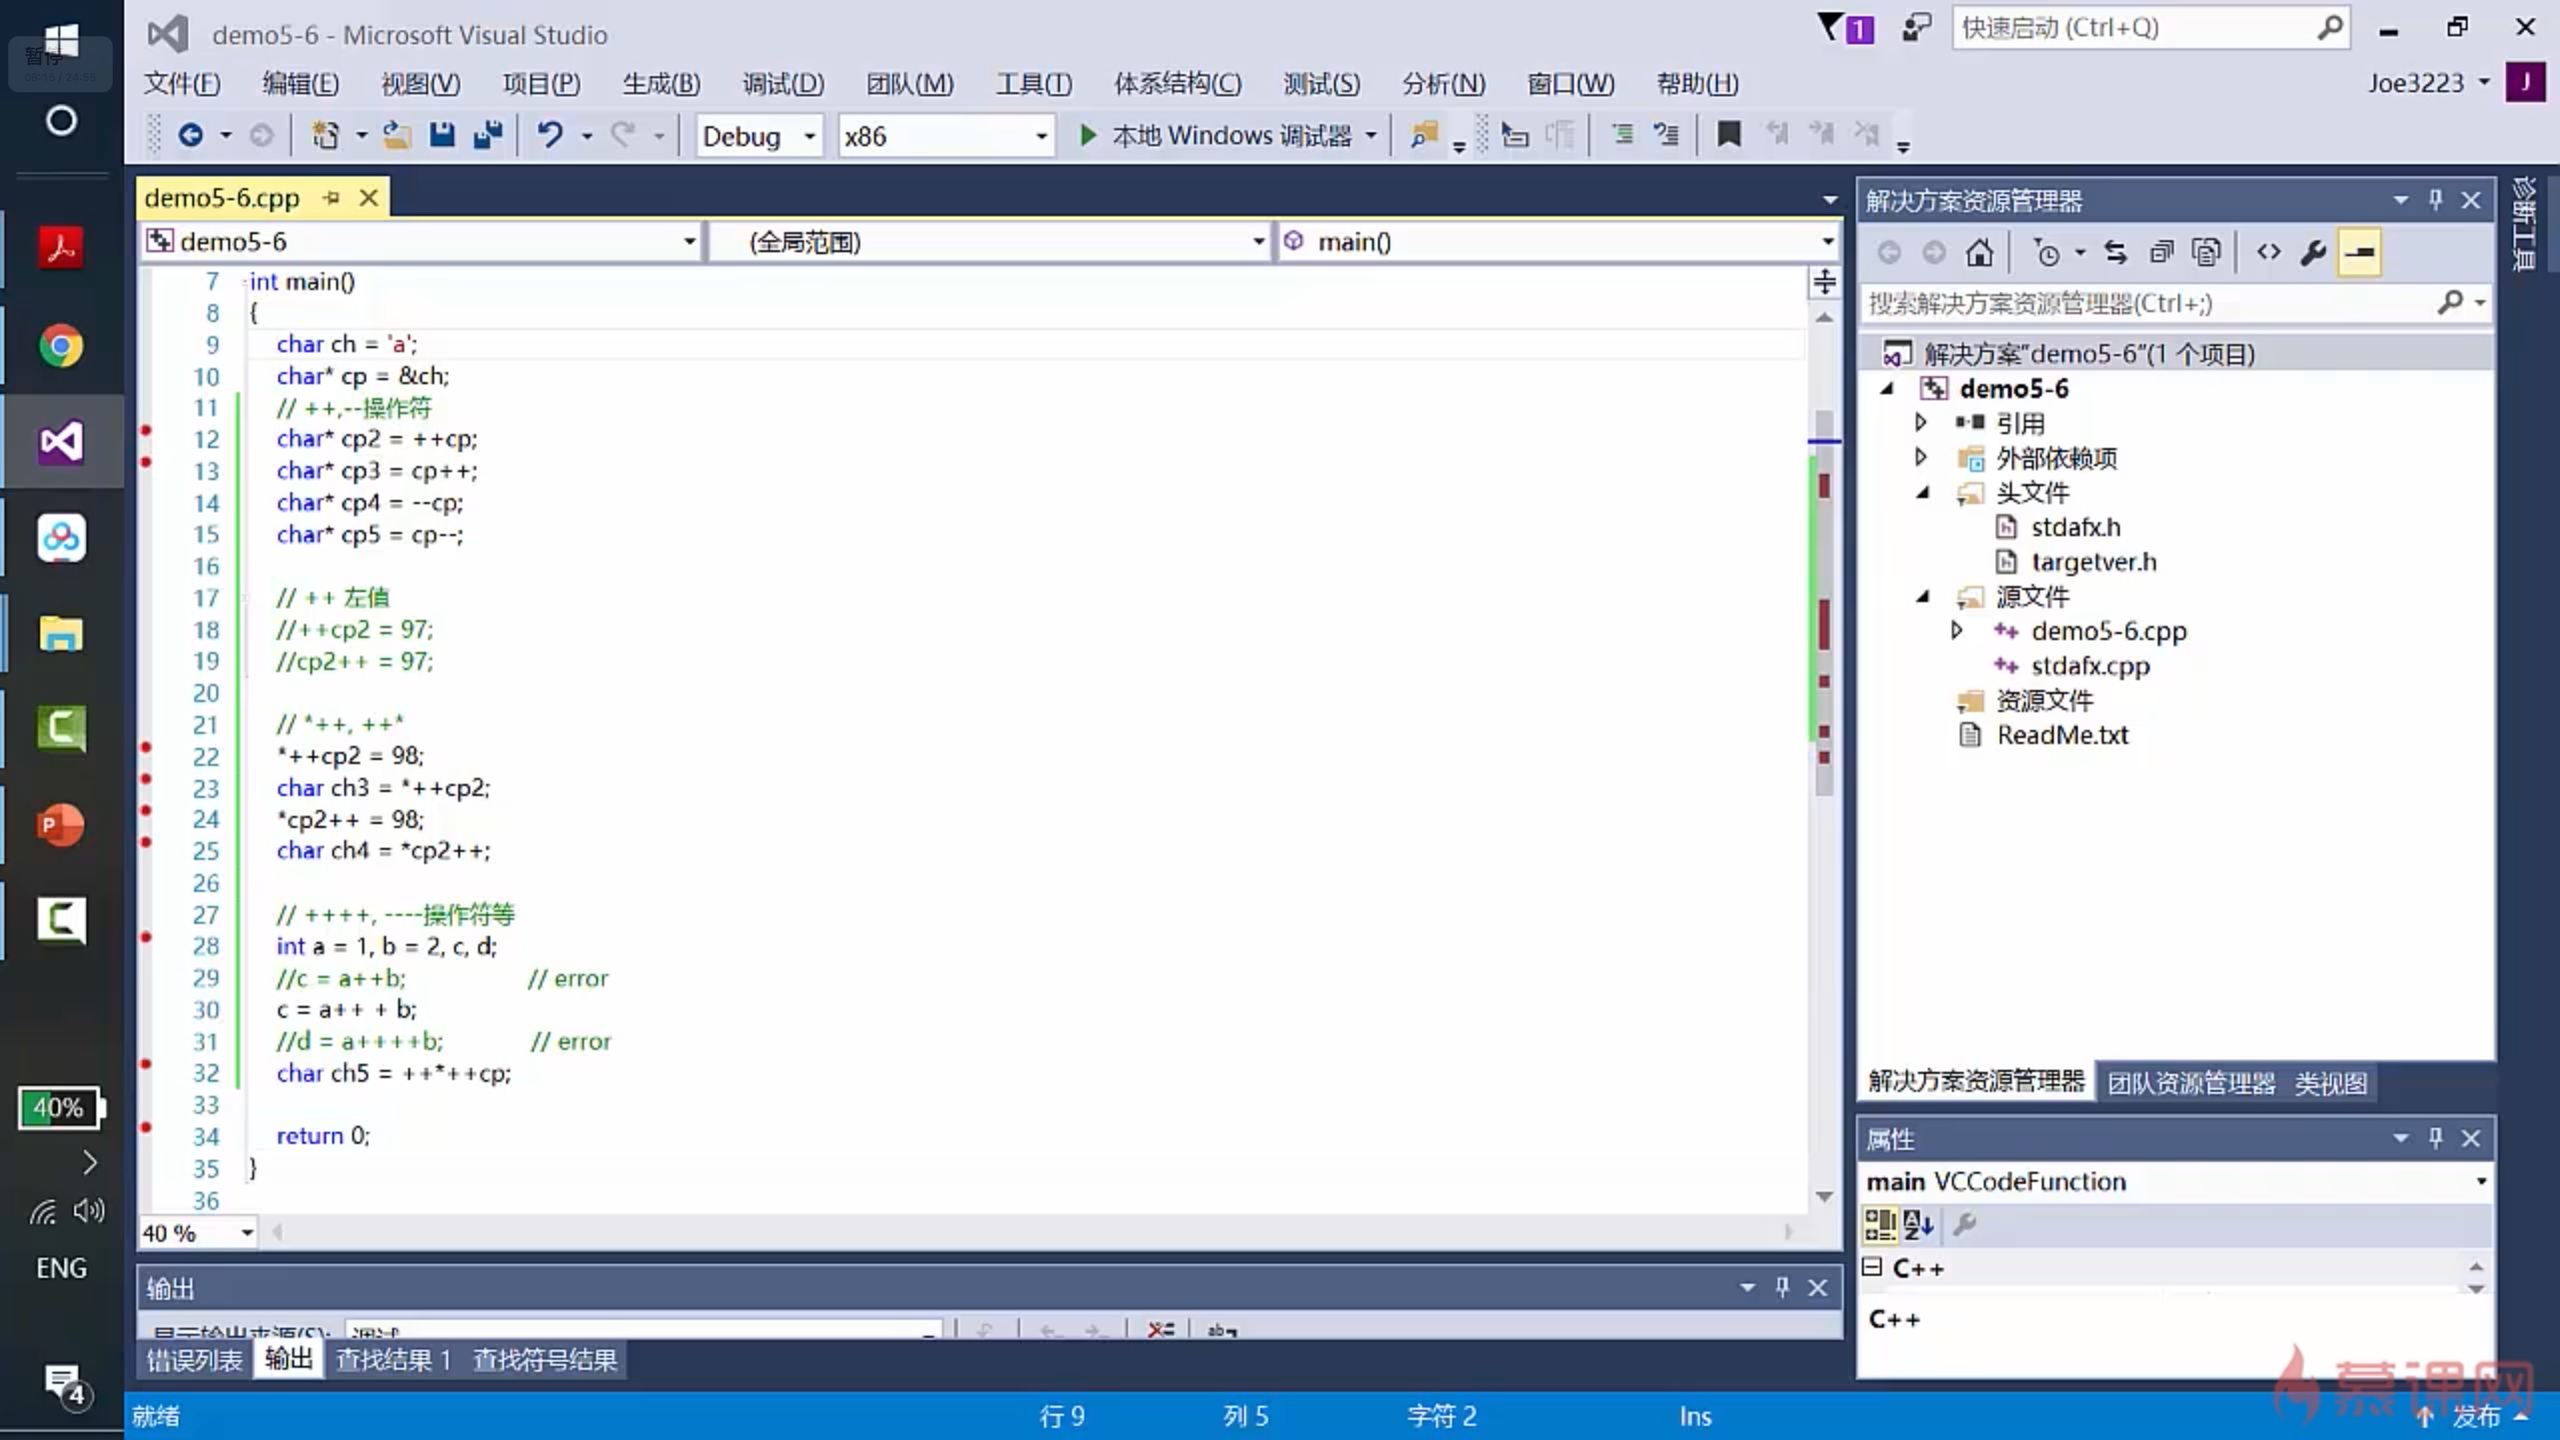 暂停
08:16 / 24:55
demo5-6 - Microsoft Visual Studio
1
快速启动 (Ctrl+Q)
文件(F) 编辑(E) 视图(V) 项目(P) 生成(B) 调试(D) 团队(M) 工具(T) 体系结构(C) 测试(S) 分析(N) 窗口(W) 帮助(H)
Joe3223 J
Debug x86 本地 Windows 调试器
demo5-6.cpp
demo5-6 (全局范围) main()
7 int main()
8 {
9 char ch = 'a';
10 char* cp = &ch;
11 // ++,--操作符
12 char* cp2 = ++cp;
13 char* cp3 = cp++;
14 char* cp4 = --cp;
15 char* cp5 = cp--;
16
17 // ++ 左值
18 //++cp2 = 97;
19 //cp2++ = 97;
20
21 // *++, ++*
22 *++cp2 = 98;
23 char ch3 = *++cp2;
24 *cp2++ = 98;
25 char ch4 = *cp2++;
26
27 // ++++, ----操作符等
28 int a = 1, b = 2, c, d;
29 //c = a++b; // error
30 c = a++ + b;
31 //d = a++++b; // error
32 char ch5 = ++*++cp;
33
34 return 0;
35 }
36
40 %
输出
显示输出来源(S): 调试
错误列表 输出 查找结果 1 查找符号结果
就绪 行 9 列 5 字符 2 Ins 发布
解决方案资源管理器
搜索解决方案资源管理器(Ctrl+;)
解决方案"demo5-6"(1 个项目)
demo5-6
引用
外部依赖项
头文件
stdafx.h
targetver.h
源文件
demo5-6.cpp
stdafx.cpp
资源文件
ReadMe.txt
解决方案资源管理器 团队资源管理器 类视图
属性
main VCCodeFunction
C++
C++
诊断工具
40%
ENG
4
慕课网